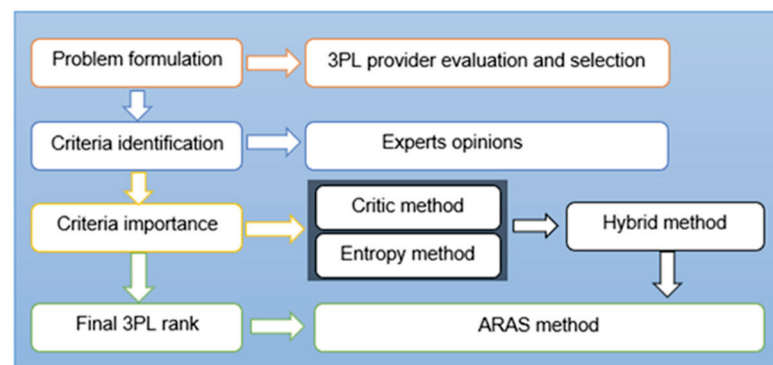 Problem formulation
3PL provider evaluation and selection
Criteria identification
Experts opinions
Criteria importance
Critic method
Entropy method
Hybrid method
Final 3PL rank
ARAS method